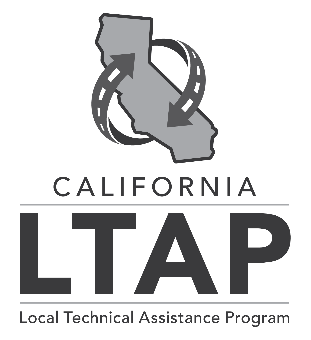 CALIFORNIA
LTAP
Local Technical Assistance Program